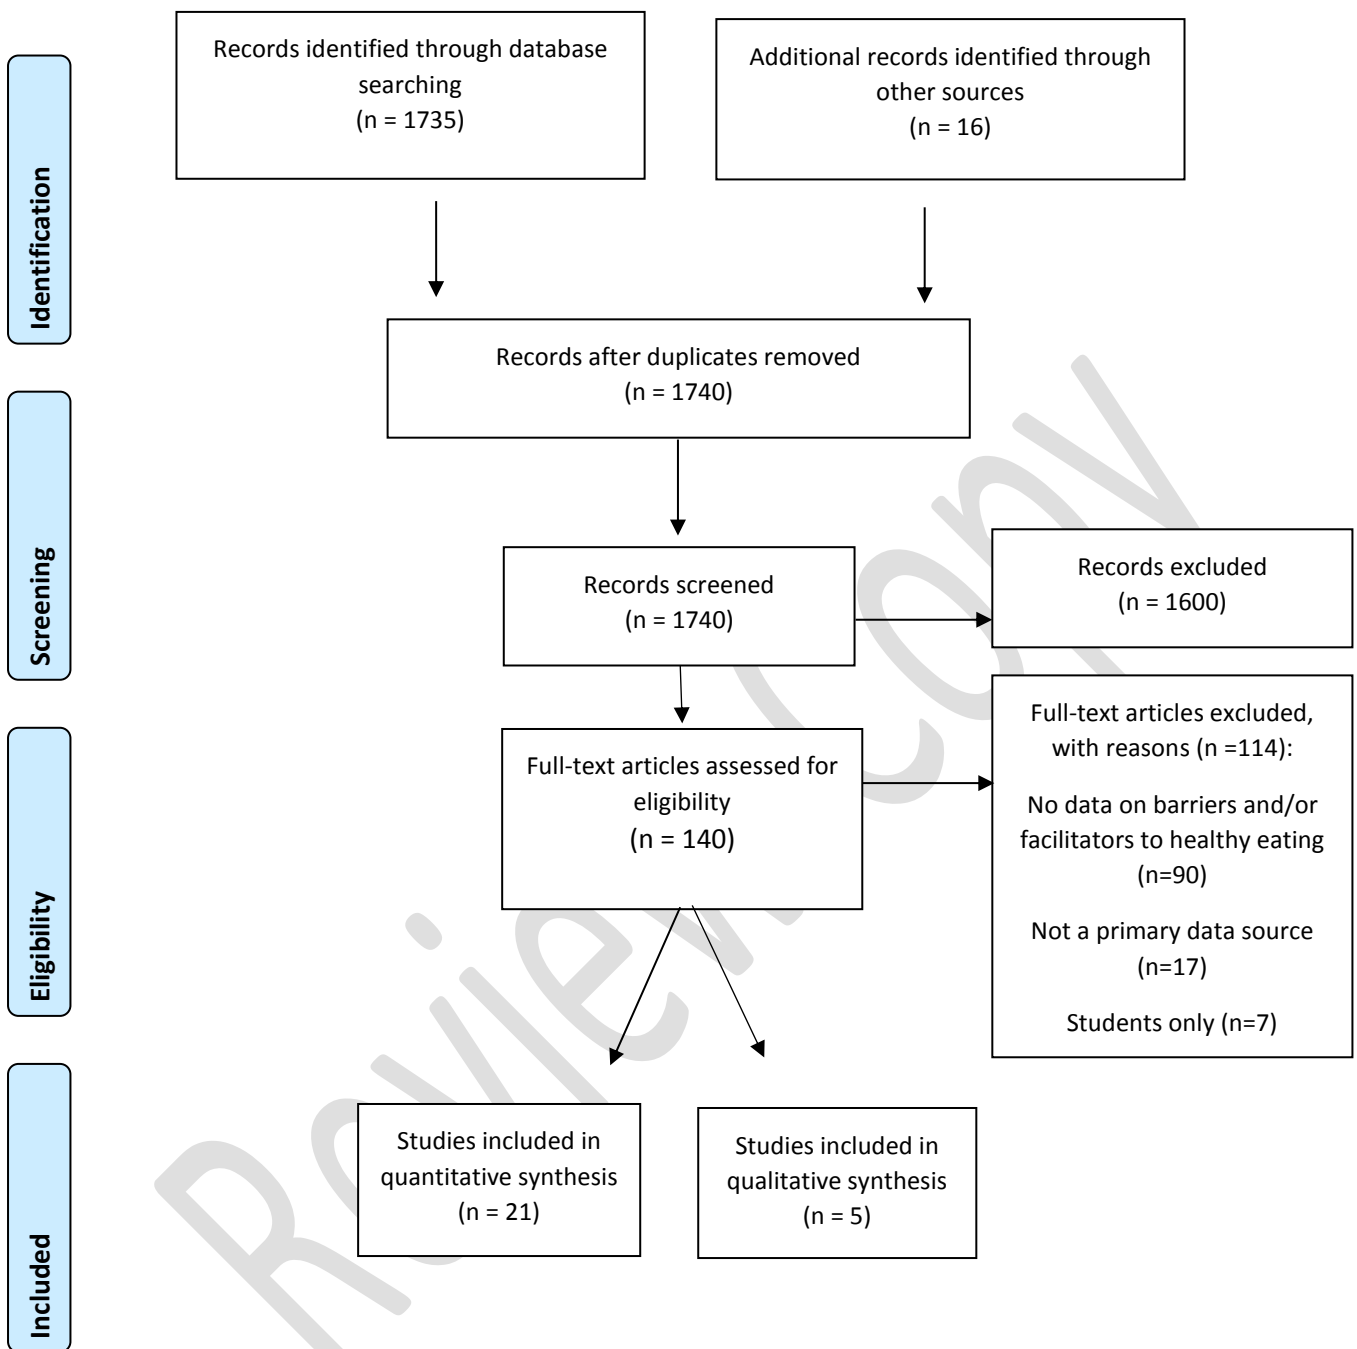 Records identified through database
searching
(n = 1735)
Additional records identified through
other sources
(n = 16)
Identification
Records after duplicates removed
(n = 1740)
Screening
Records screened
(n = 1740)
Records excluded
(n = 1600)
Eligibility
Full-text articles assessed for
eligibility
(n = 140)
Full-text articles excluded,
with reasons (n =114):
No data on barriers and/or
facilitators to healthy eating
(n=90)
Not a primary data source
(n=17)
Students only (n=7)
Included
Studies included in
quantitative synthesis
(n = 21)
Studies included in
qualitative synthesis
(n = 5)
Review Copy